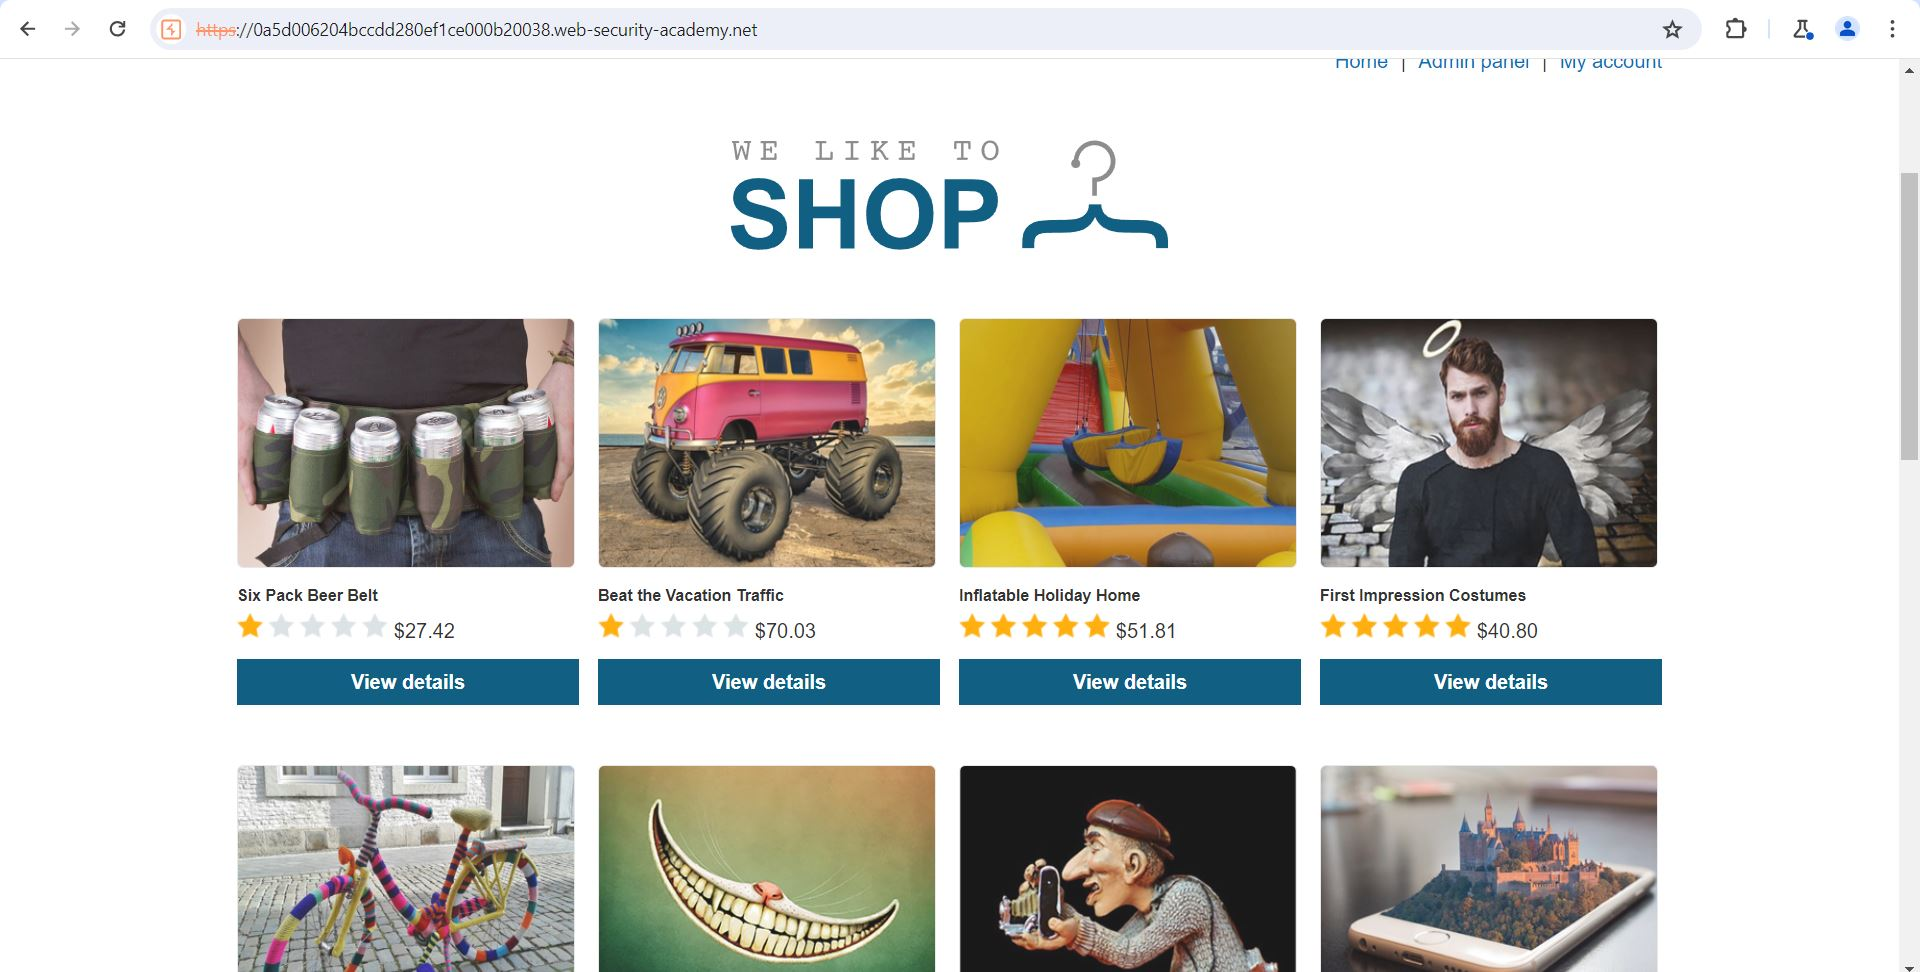 https://0a5d006204bccdd280ef1ce000b20038.web-security-academy.net
Home | Admin panel | My account
WE LIKE TO
SHOP
Six Pack Beer Belt
$27.42
View details
Beat the Vacation Traffic
$70.03
View details
Inflatable Holiday Home
$51.81
View details
First Impression Costumes
$40.80
View details